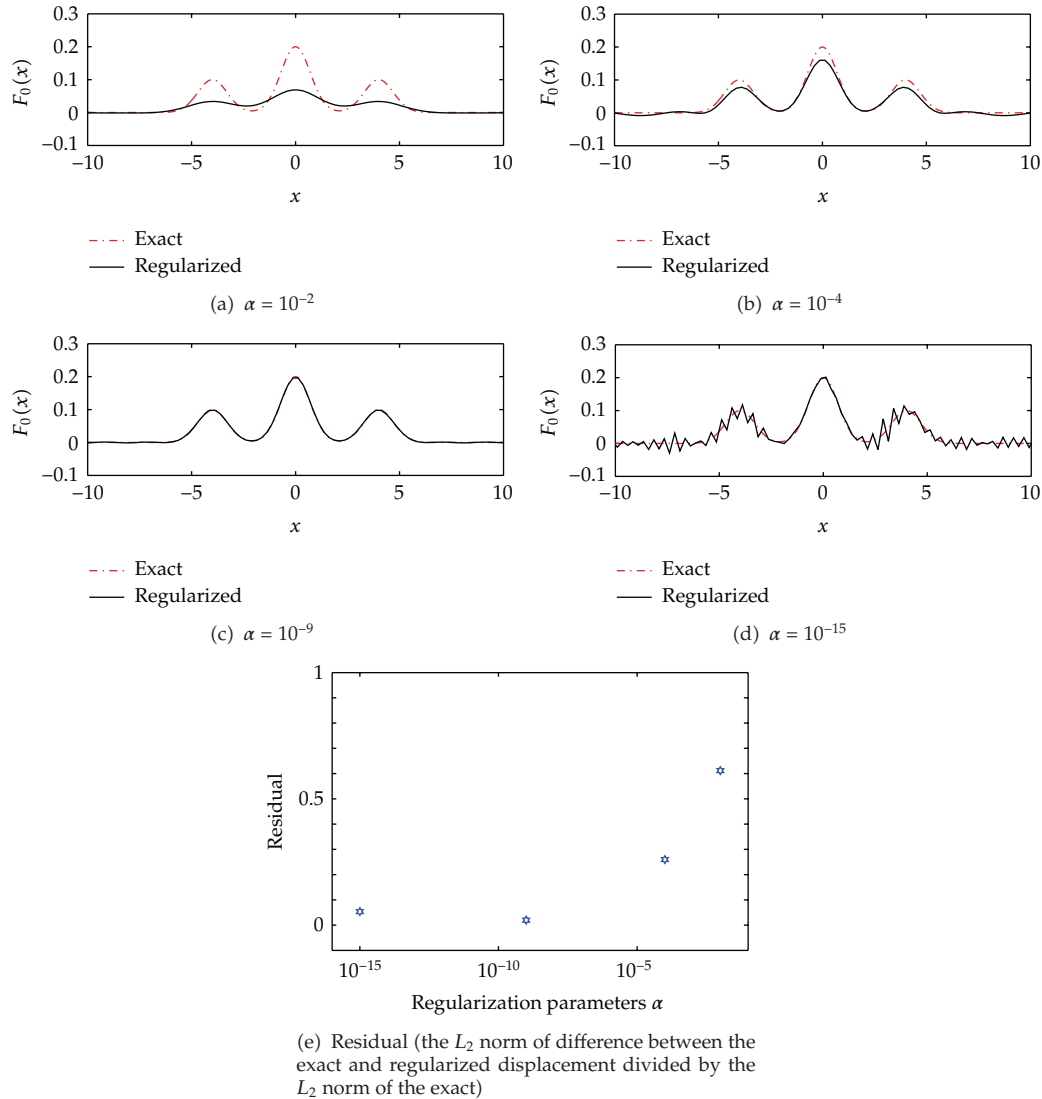 0.3
0.2
0.1
0
−0.1
F₀(x)
−10 −5 0 5 10
x
Exact
Regularized
(a) α = 10⁻²
0.3
0.2
0.1
0
−0.1
F₀(x)
−10 −5 0 5 10
x
Exact
Regularized
(b) α = 10⁻⁴
0.3
0.2
0.1
0
−0.1
F₀(x)
−10 −5 0 5 10
x
Exact
Regularized
(c) α = 10⁻⁹
0.3
0.2
0.1
0
−0.1
F₀(x)
−10 −5 0 5 10
x
Exact
Regularized
(d) α = 10⁻¹⁵
1
0.5
0
Residual
10⁻¹⁵ 10⁻¹⁰ 10⁻⁵
Regularization parameters α
(e) Residual (the L₂ norm of difference between the
exact and regularized displacement divided by the
L₂ norm of the exact)